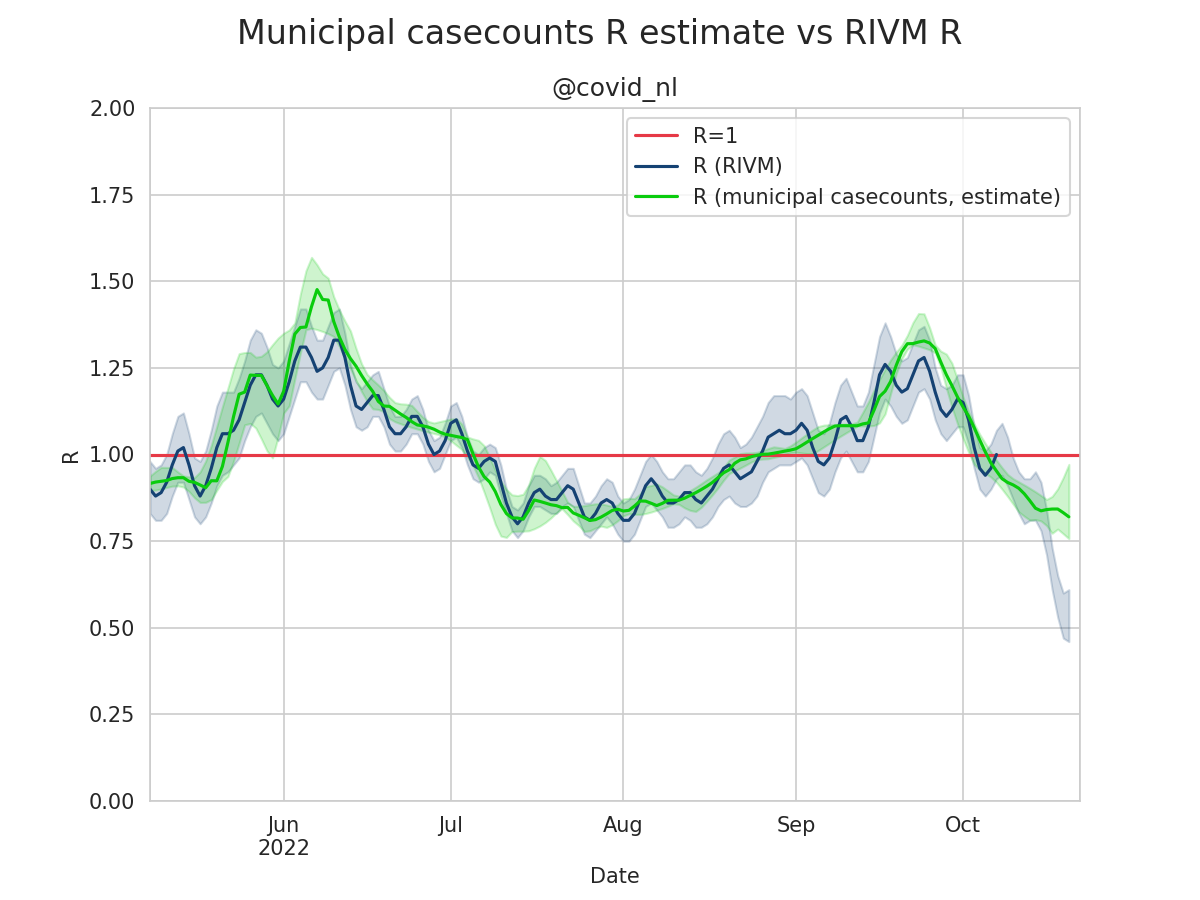 Municipal casecounts R estimate vs RIVM R
@covid_nl
R=1
R (RIVM)
R (municipal casecounts, estimate)
2.00
1.75
1.50
1.25
1.00
0.75
0.50
0.25
0.00
R
Jun
2022
Jul
Aug
Sep
Oct
Date